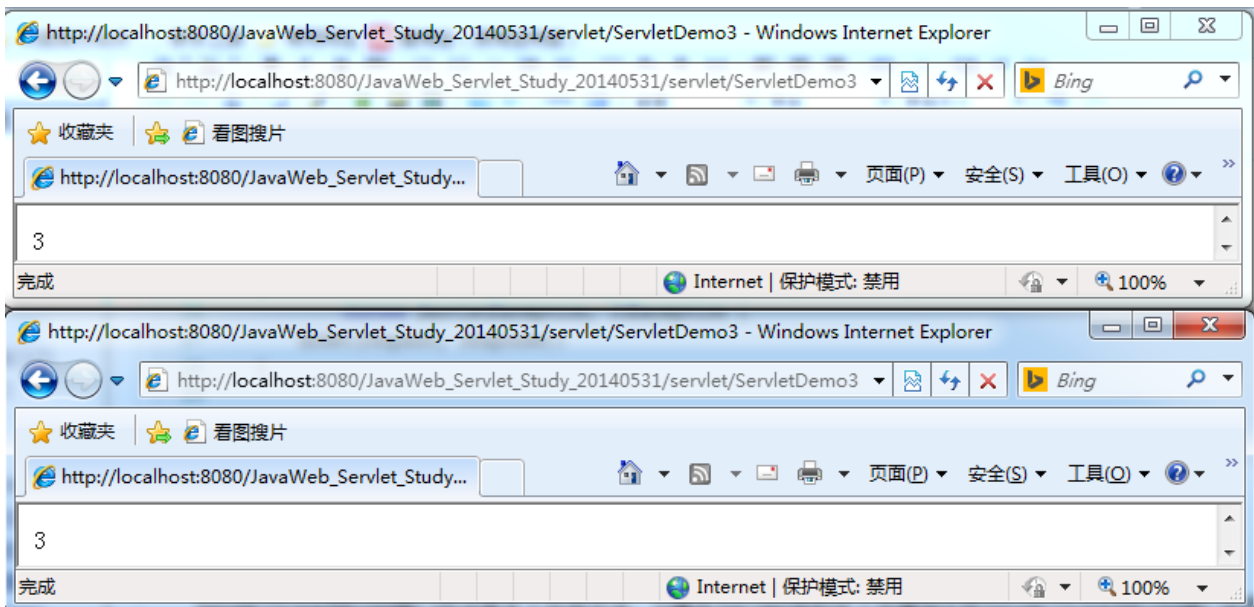 http://localhost:8080/JavaWeb_Servlet_Study_20140531/servlet/ServletDemo3 - Windows Internet Explorer
http://localhost:8080/JavaWeb_Servlet_Study_20140531/servlet/ServletDemo3 Bing
收藏夹 看图搜片
http://localhost:8080/JavaWeb_Servlet_Study... 页面(P) 安全(S) 工具(O) »
3
完成 Internet | 保护模式: 禁用 100%
http://localhost:8080/JavaWeb_Servlet_Study_20140531/servlet/ServletDemo3 - Windows Internet Explorer
http://localhost:8080/JavaWeb_Servlet_Study_20140531/servlet/ServletDemo3 Bing
收藏夹 看图搜片
http://localhost:8080/JavaWeb_Servlet_Study... 页面(P) 安全(S) 工具(O) »
3
完成 Internet | 保护模式: 禁用 100%